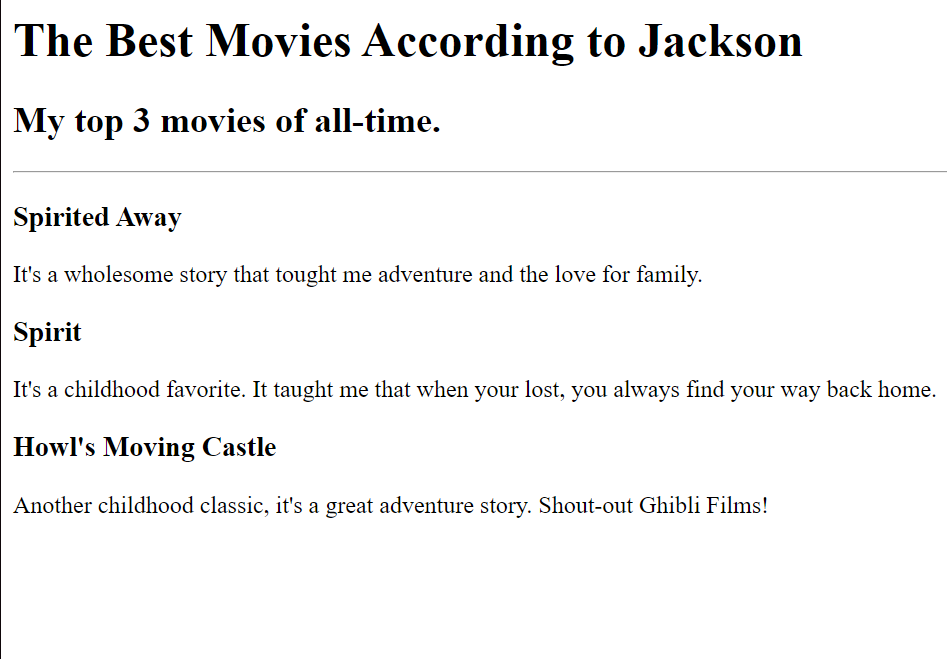 The Best Movies According to Jackson
My top 3 movies of all-time.
Spirited Away
It's a wholesome story that tought me adventure and the love for family.
Spirit
It's a childhood favorite. It taught me that when your lost, you always find your way back home.
Howl's Moving Castle
Another childhood classic, it's a great adventure story. Shout-out Ghibli Films!